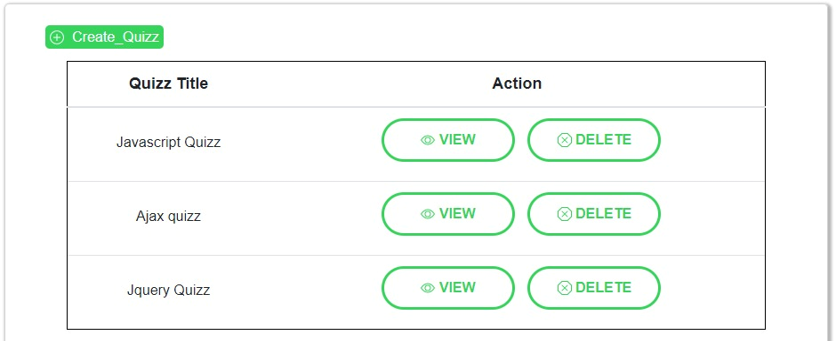 Create_Quizz
Quizz Title Action
Javascript Quizz VIEW DELETE
Ajax quizz VIEW DELETE
Jquery Quizz VIEW DELETE